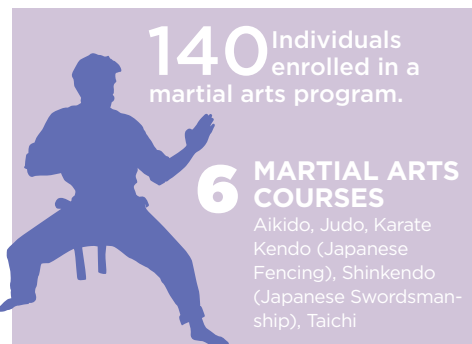 140 Individuals
enrolled in a
martial arts program.
6 MARTIAL ARTS
COURSES
Aikido, Judo, Karate
Kendo (Japanese
Fencing), Shinkendo
(Japanese Swordsman-
ship), Taichi